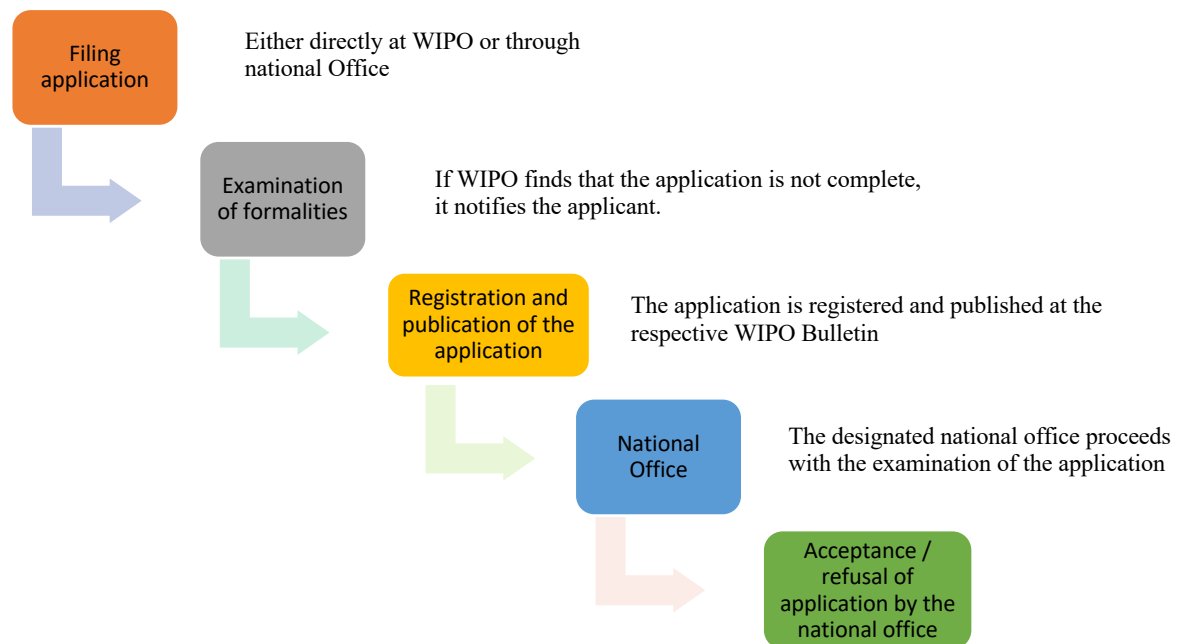 Filing
application
Either directly at WIPO or through
national Office
Examination
of formalities
If WIPO finds that the application is not complete,
it notifies the applicant.
Registration and
publication of the
application
The application is registered and published at the
respective WIPO Bulletin
National
Office
The designated national office proceeds
with the examination of the application
Acceptance /
refusal of
application by the
national office